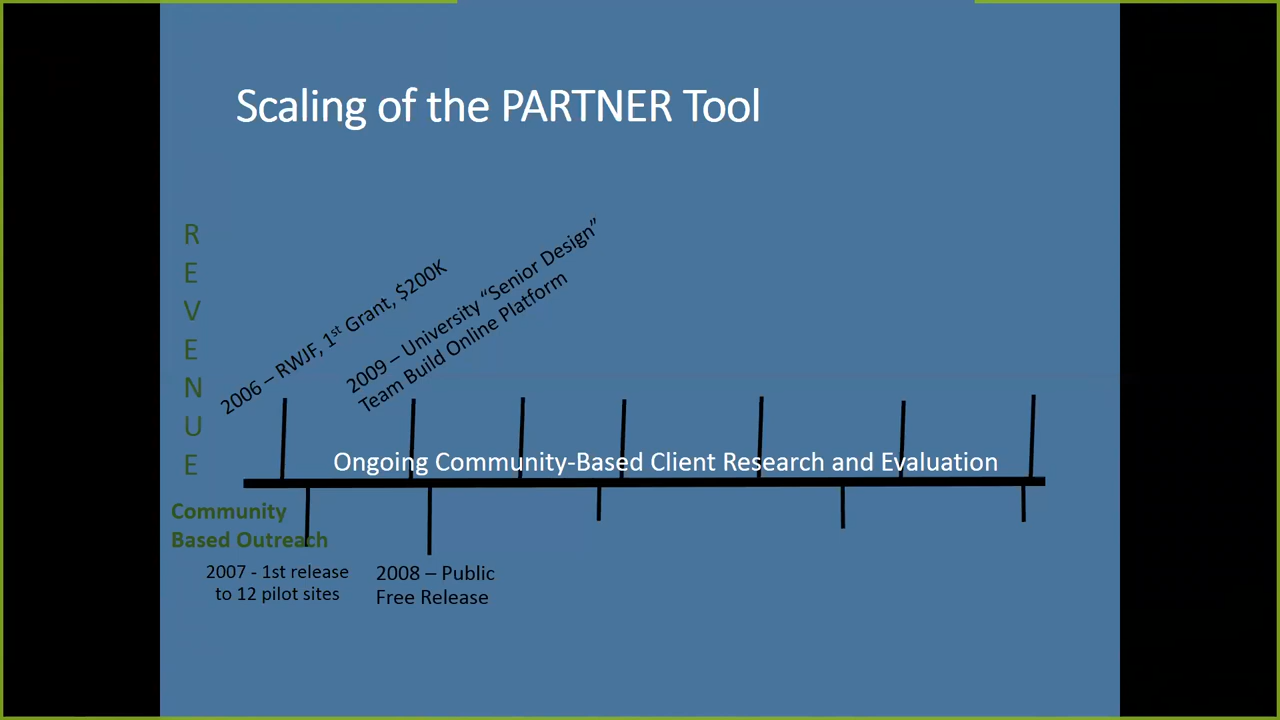 Scaling of the PARTNER Tool
REVENUE
2006 – RWJF, 1st Grant, $200K
2009 – University “Senior Design”
Team Build Online Platform
Ongoing Community-Based Client Research and Evaluation
Community
Based Outreach
2007 - 1st release
to 12 pilot sites
2008 – Public
Free Release